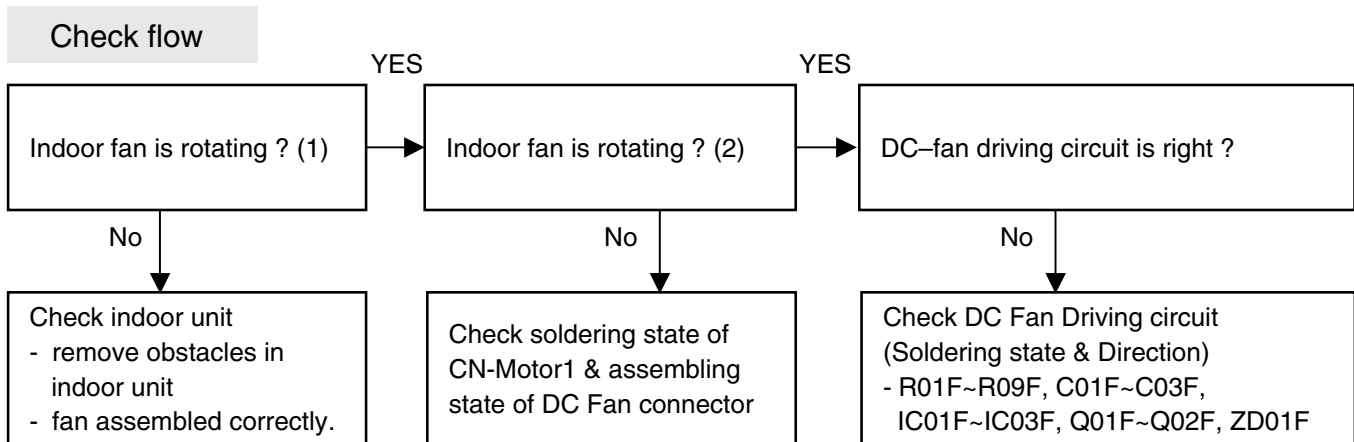 Check flow
YES
YES
Indoor fan is rotating ? (1)
Indoor fan is rotating ? (2)
DC–fan driving circuit is right ?
No
No
No
Check indoor unit
- remove obstacles in
indoor unit
- fan assembled correctly.
Check soldering state of
CN-Motor1 & assembling
state of DC Fan connector
Check DC Fan Driving circuit
(Soldering state & Direction)
- R01F~R09F, C01F~C03F,
IC01F~IC03F, Q01F~Q02F, ZD01F